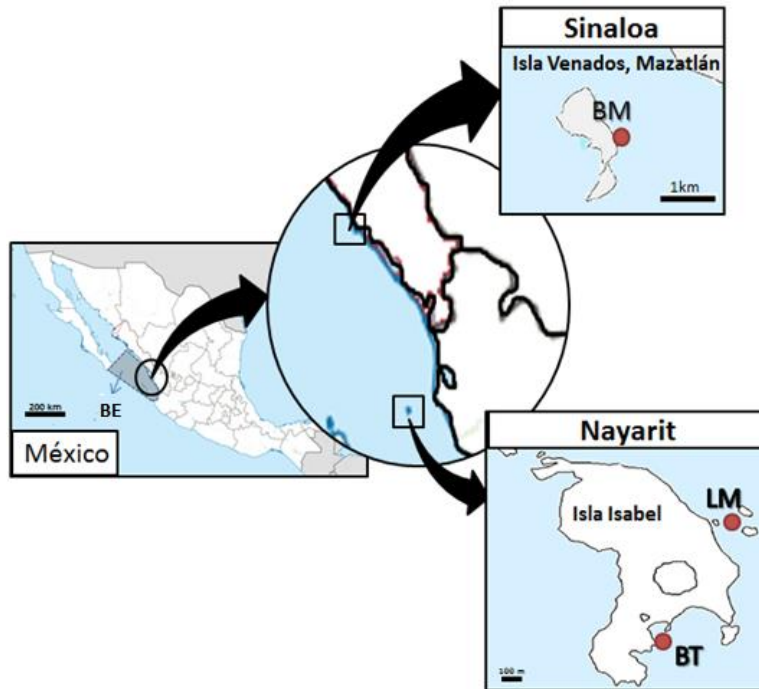 Sinaloa
Isla Venados, Mazatlán
BM
1km
200 km
BE
México
Nayarit
Isla Isabel
LM
BT
100 m